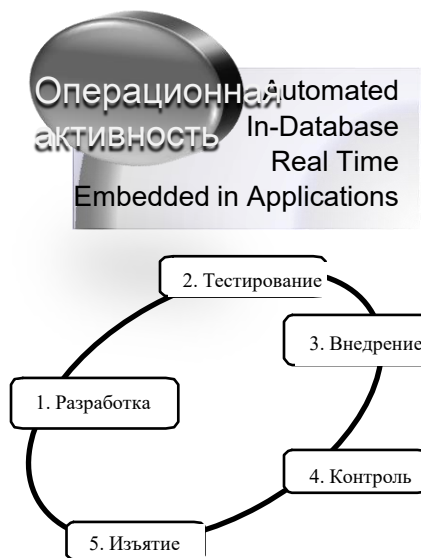 Операционная
активность
Automated
In-Database
Real Time
Embedded in Applications
2. Тестирование
3. Внедрение
1. Разработка
4. Контроль
5. Изъятие